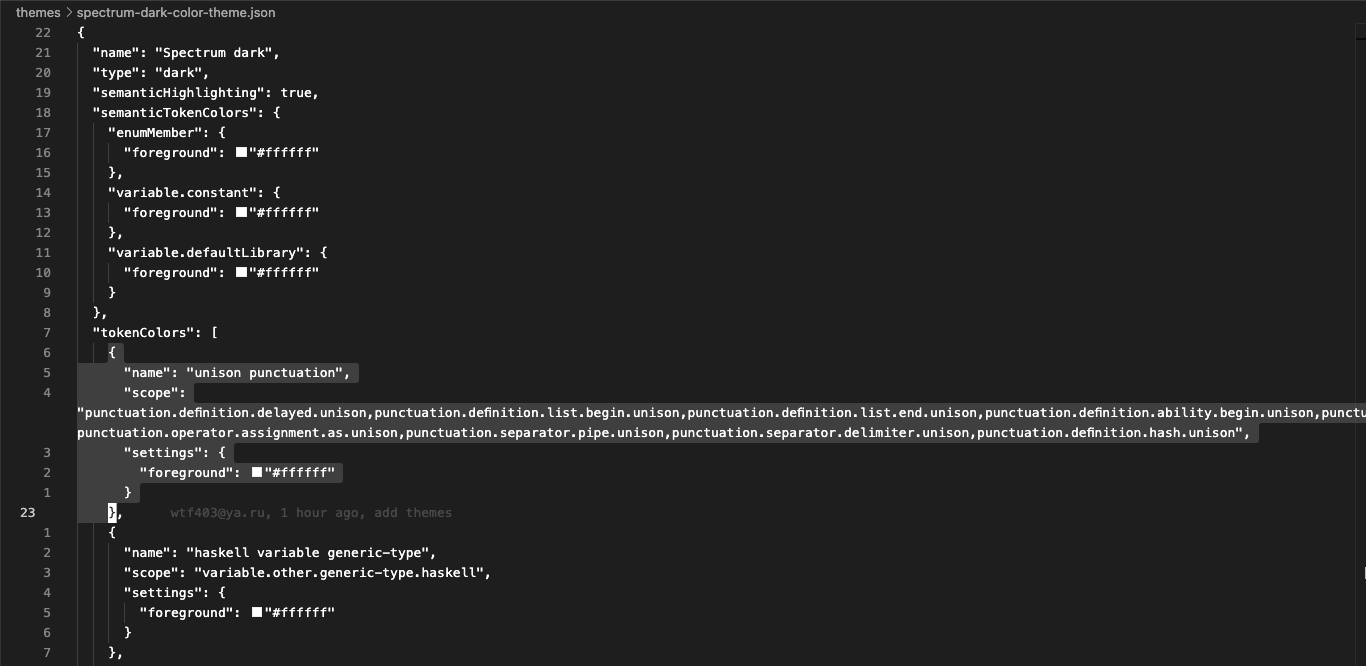 themes > spectrum-dark-color-theme.json
22 {
21 "name": "Spectrum dark",
20 "type": "dark",
19 "semanticHighlighting": true,
18 "semanticTokenColors": {
17 "enumMember": {
16 "foreground": "#ffffff"
15 },
14 "variable.constant": {
13 "foreground": "#ffffff"
12 },
11 "variable.defaultLibrary": {
10 "foreground": "#ffffff"
9 }
8 },
7 "tokenColors": [
6 {
5 "name": "unison punctuation",
4 "scope":
"punctuation.definition.delayed.unison,punctuation.definition.list.begin.unison,punctuation.definition.list.end.unison,punctuation.definition.ability.begin.unison,punctu
punctuation.operator.assignment.as.unison,punctuation.separator.pipe.unison,punctuation.separator.delimiter.unison,punctuation.definition.hash.unison",
3 "settings": {
2 "foreground": "#ffffff"
1 }
23 }, wtf403@ya.ru, 1 hour ago, add themes
1 {
2 "name": "haskell variable generic-type",
3 "scope": "variable.other.generic-type.haskell",
4 "settings": {
5 "foreground": "#ffffff"
6 }
7 },